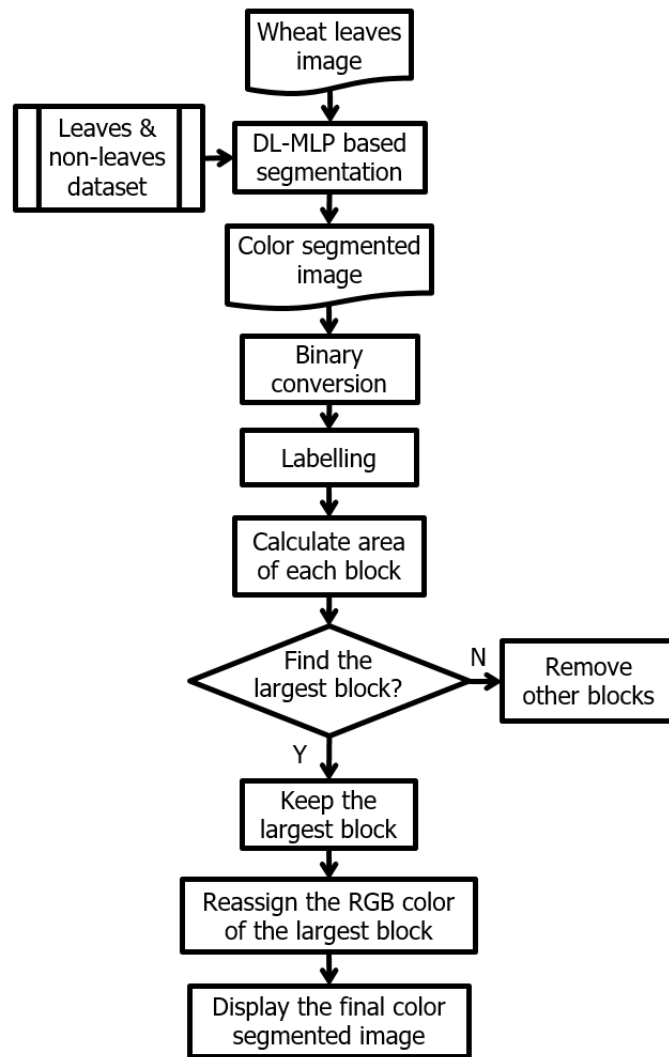 Wheat leaves
image
Leaves &
non-leaves
dataset
DL-MLP based
segmentation
Color segmented
image
Binary
conversion
Labelling
Calculate area
of each block
Find the
largest block?
N
Remove
other blocks
Y
Keep the
largest block
Reassign the RGB color
of the largest block
Display the final color
segmented image